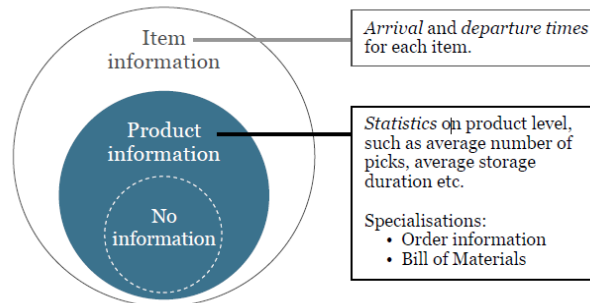 Item
information
Arrival and departure times
for each item.
Product
information
No
information
Statistics on product level,
such as average number of
picks, average storage
duration etc.
Specialisations:
• Order information
• Bill of Materials